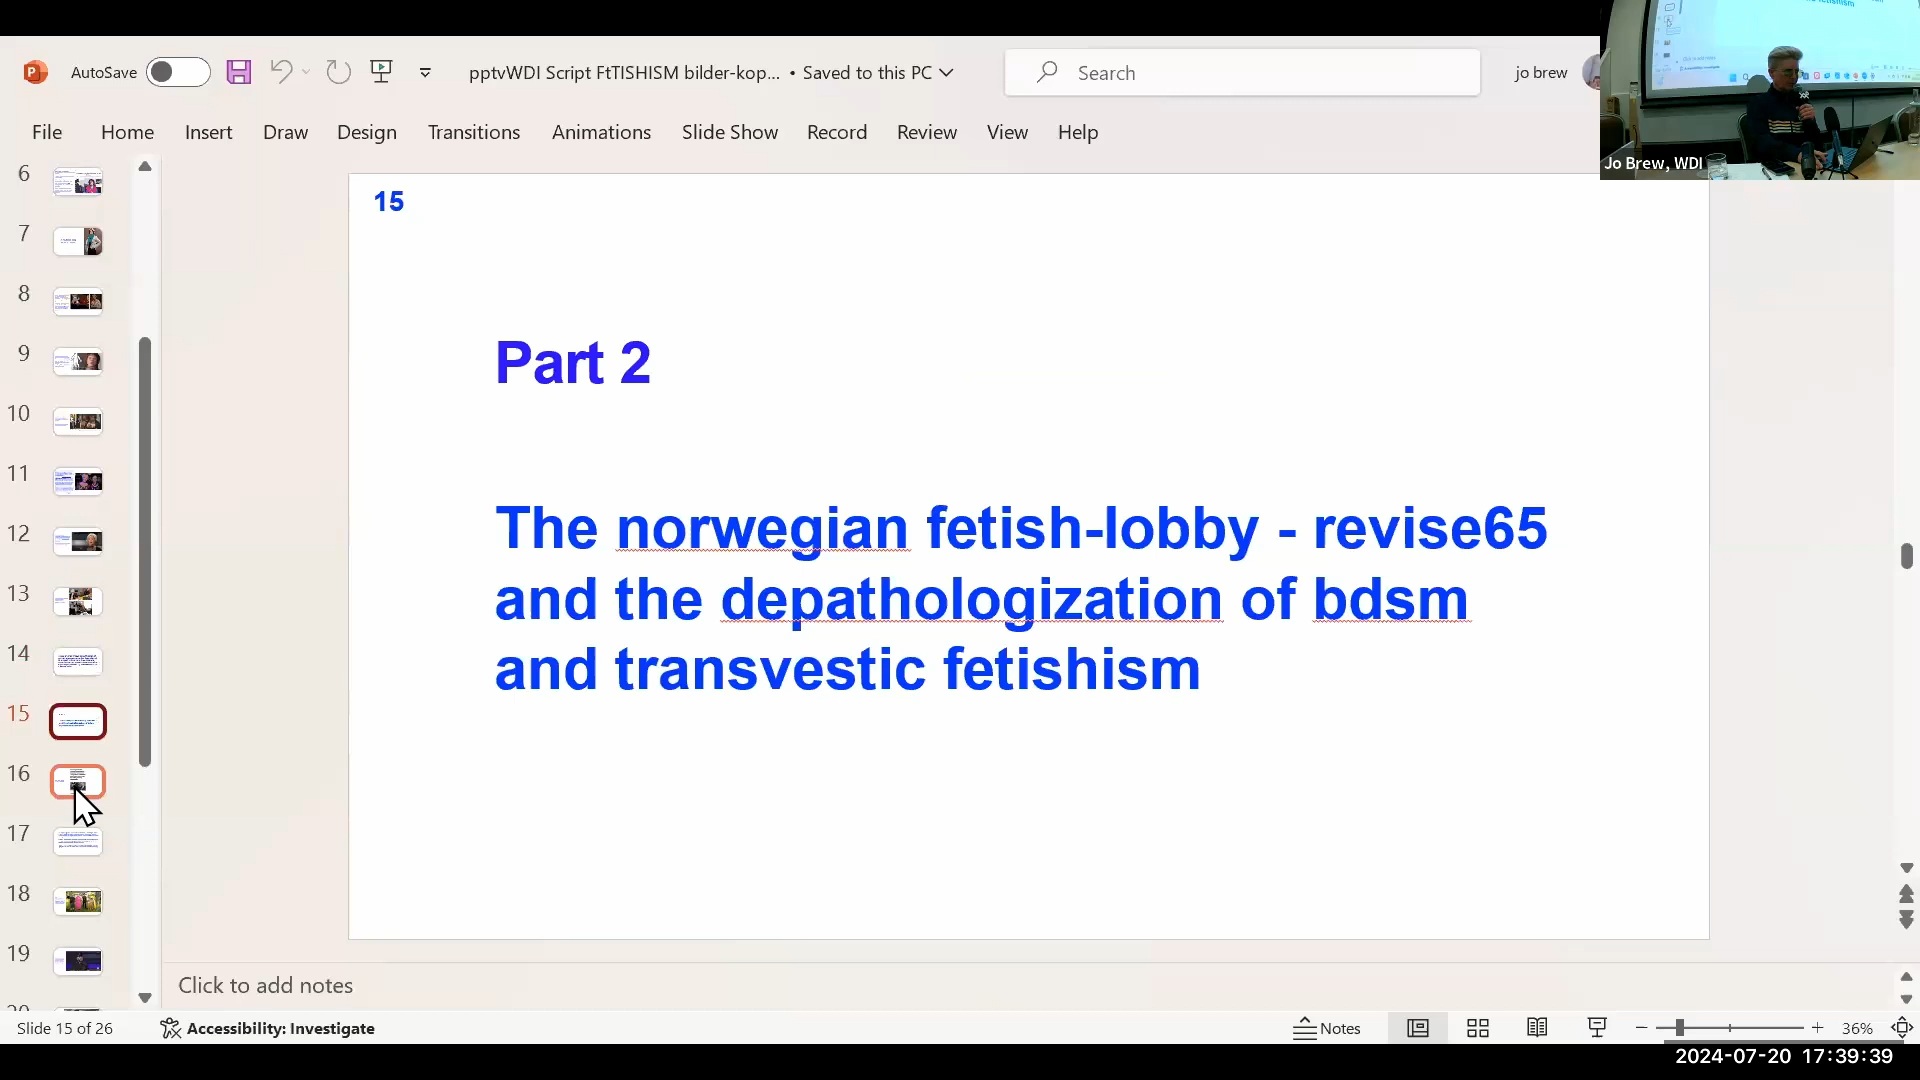 AutoSave
pptvWDI Script FtTISHISM bilder-kop... • Saved to this PC
Search
jo brew
File Home Insert Draw Design Transitions Animations Slide Show Record Review View Help
Jo Brew, WDI
6
7
8
9
10
11
12
13
14
15
16
17
18
19
15
Part 2
The norwegian fetish-lobby - revise65
and the depathologization of bdsm
and transvestic fetishism
Click to add notes
Slide 15 of 26
Accessibility: Investigate
Notes
36%
2024-07-20 17:39:39